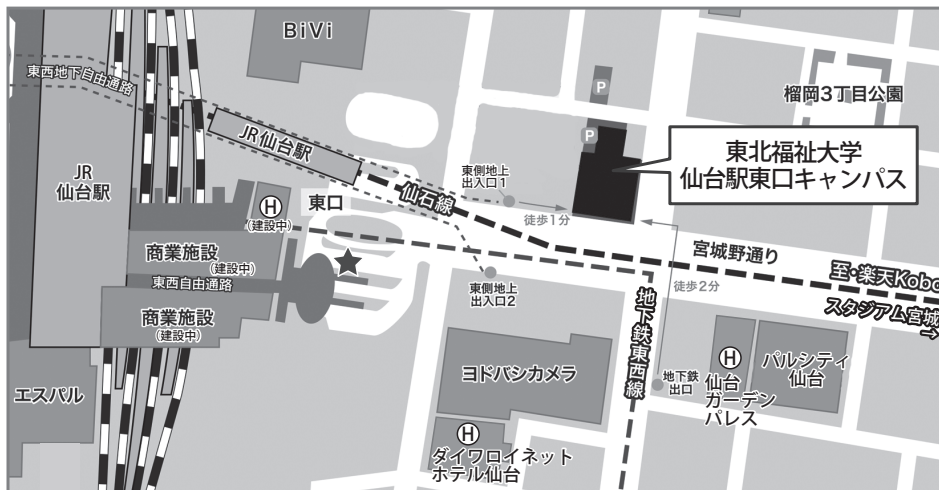 BiVi
東西地下自由通路
榴岡3丁目公園
P
P
JR仙台駅
東北福祉大学
仙台駅東口キャンパス
JR
仙台駅
東側地上
出入口1
仙石線
徒歩1分
H
(建設中)
東口
商業施設
(建設中)
宮城野通り
東西自由通路
至・楽天Kobo
スタジアム宮城
→
東側地上
出入口2
徒歩2分
商業施設
(建設中)
地下鉄東西線
ヨドバシカメラ
地下鉄
出口
H
仙台
ガーデン
パレス
パルシティ
仙台
エスパル
H
ダイワロイネット
ホテル仙台